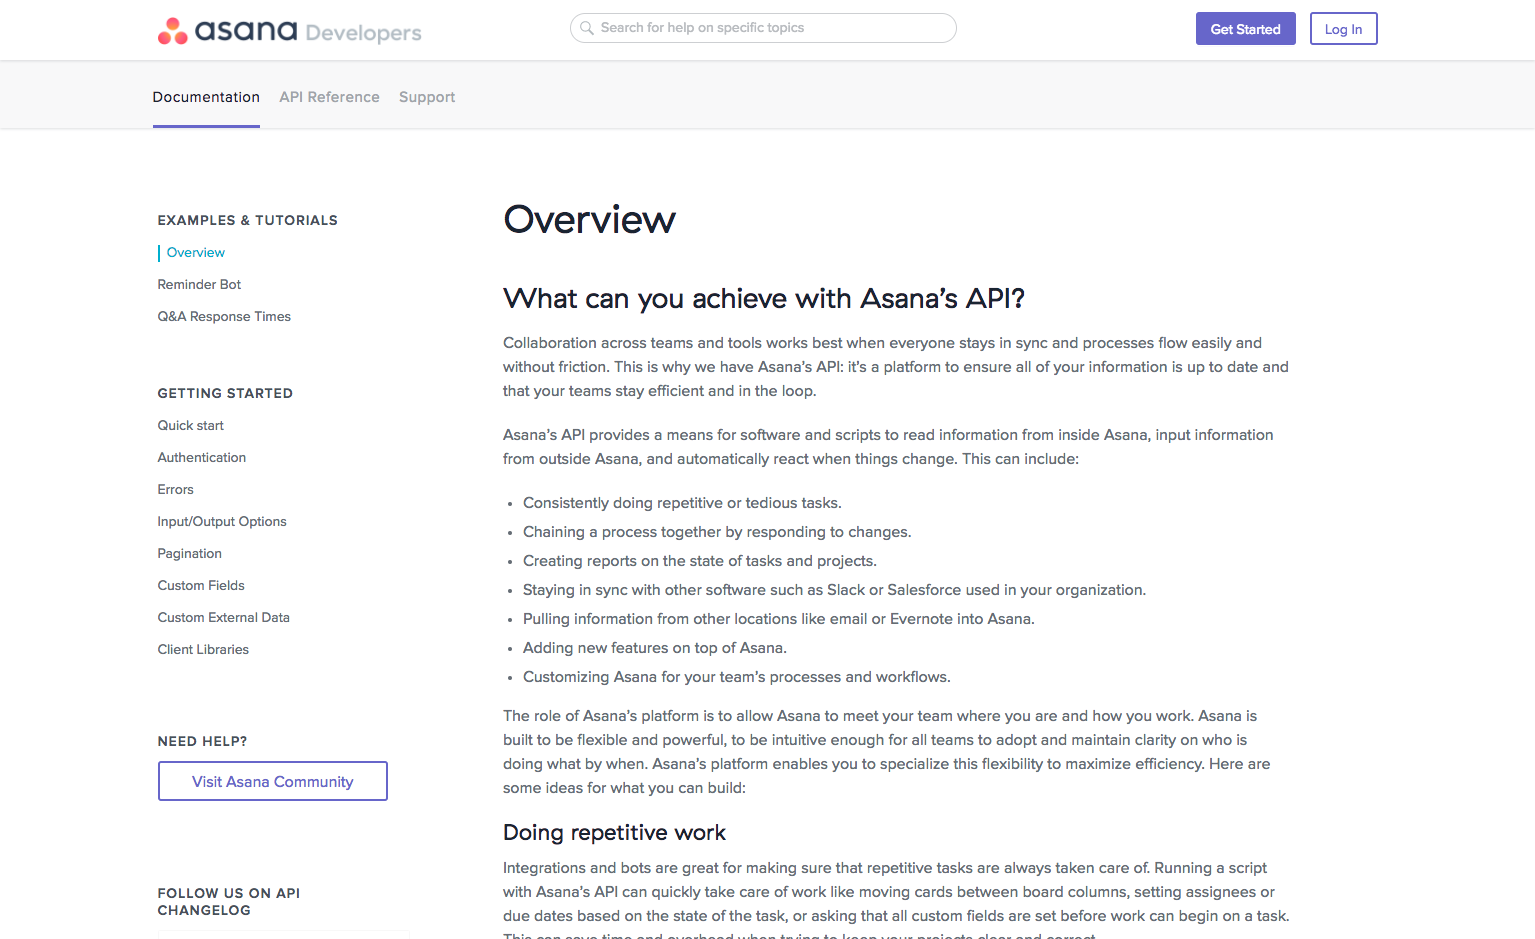 asana Developers
Search for help on specific topics
Get Started
Log In
Documentation
API Reference
Support
EXAMPLES & TUTORIALS
Overview
Reminder Bot
Q&A Response Times
GETTING STARTED
Quick start
Authentication
Errors
Input/Output Options
Pagination
Custom Fields
Custom External Data
Client Libraries
NEED HELP?
Visit Asana Community
FOLLOW US ON API
CHANGELOG
Overview
What can you achieve with Asana's API?
Collaboration across teams and tools works best when everyone stays in sync and processes flow easily and
without friction. This is why we have Asana's API: it's a platform to ensure all of your information is up to date and
that your teams stay efficient and in the loop.
Asana's API provides a means for software and scripts to read information from inside Asana, input information
from outside Asana, and automatically react when things change. This can include:
• Consistently doing repetitive or tedious tasks.
• Chaining a process together by responding to changes.
• Creating reports on the state of tasks and projects.
• Staying in sync with other software such as Slack or Salesforce used in your organization.
• Pulling information from other locations like email or Evernote into Asana.
• Adding new features on top of Asana.
• Customizing Asana for your team's processes and workflows.
The role of Asana's platform is to allow Asana to meet your team where you are and how you work. Asana is
built to be flexible and powerful, to be intuitive enough for all teams to adopt and maintain clarity on who is
doing what by when. Asana's platform enables you to specialize this flexibility to maximize efficiency. Here are
some ideas for what you can build:
Doing repetitive work
Integrations and bots are great for making sure that repetitive tasks are always taken care of. Running a script
with Asana's API can quickly take care of work like moving cards between board columns, setting assignees or
due dates based on the state of the task, or asking that all custom fields are set before work can begin on a task.
This can save time and overhead when trying to keep your projects clear and correct.